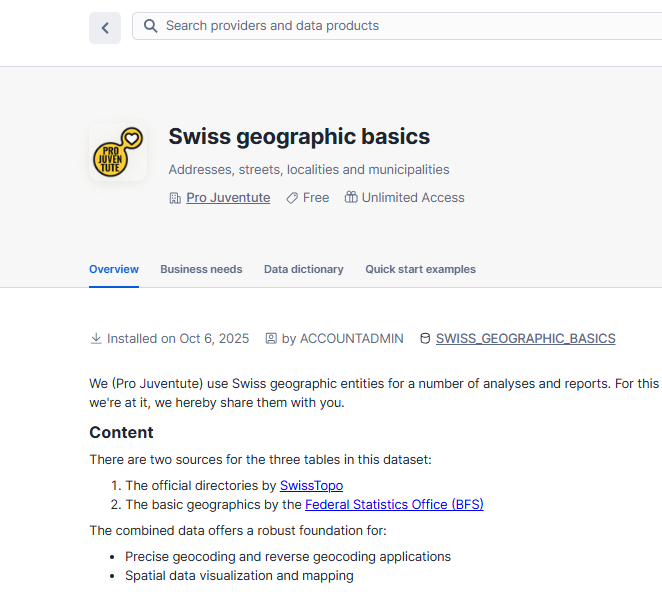 Search providers and data products
PRO
JUVEN
TUTE
Swiss geographic basics
Addresses, streets, localities and municipalities
Pro Juventute Free Unlimited Access
Overview Business needs Data dictionary Quick start examples
Installed on Oct 6, 2025 by ACCOUNTADMIN SWISS_GEOGRAPHIC_BASICS
We (Pro Juventute) use Swiss geographic entities for a number of analyses and reports. For this
we're at it, we hereby share them with you.
Content
There are two sources for the three tables in this dataset:
1. The official directories by SwissTopo
2. The basic geographics by the Federal Statistics Office (BFS)
The combined data offers a robust foundation for:
• Precise geocoding and reverse geocoding applications
• Spatial data visualization and mapping